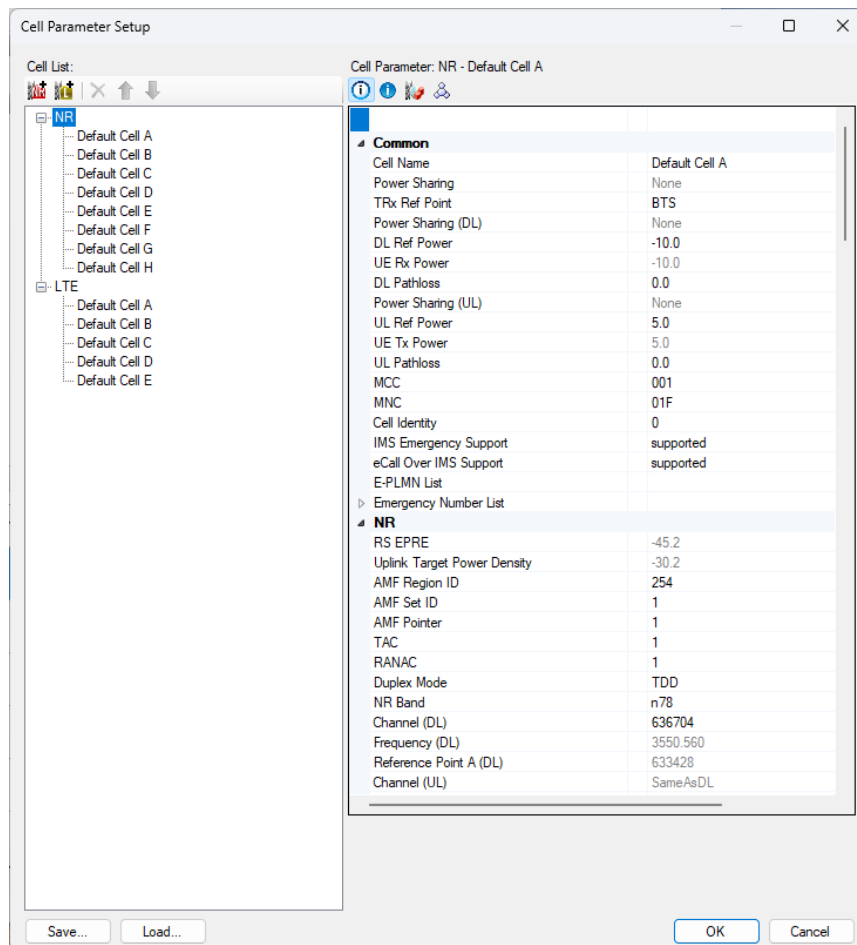 Cell Parameter Setup
Cell List:
NR
Default Cell A
Default Cell B
Default Cell C
Default Cell D
Default Cell E
Default Cell F
Default Cell G
Default Cell H
LTE
Default Cell A
Default Cell B
Default Cell C
Default Cell D
Default Cell E
Cell Parameter: NR - Default Cell A
Common
Cell Name Default Cell A
Power Sharing None
TRx Ref Point BTS
Power Sharing (DL) None
DL Ref Power -10.0
UE Rx Power -10.0
DL Pathloss 0.0
Power Sharing (UL) None
UL Ref Power 5.0
UE Tx Power 5.0
UL Pathloss 0.0
MCC 001
MNC 01F
Cell Identity 0
IMS Emergency Support supported
eCall Over IMS Support supported
E-PLMN List
Emergency Number List
NR
RS EPRE -45.2
Uplink Target Power Density -30.2
AMF Region ID 254
AMF Set ID 1
AMF Pointer 1
TAC 1
RANAC 1
Duplex Mode TDD
NR Band n78
Channel (DL) 636704
Frequency (DL) 3550.560
Reference Point A (DL) 633428
Channel (UL) SameAsDL
Save... Load... OK Cancel